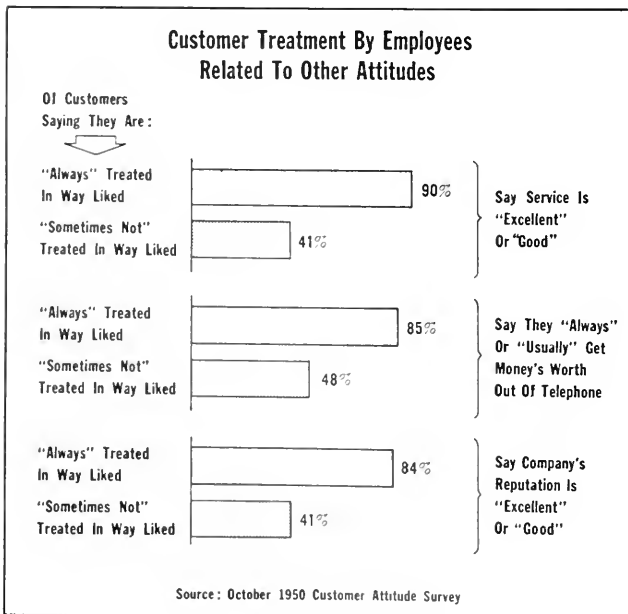 Customer Treatment By Employees
Related To Other Attitudes
Of Customers
Saying They Are:
"Always" Treated
In Way Liked
90%
"Sometimes Not"
Treated In Way Liked
41%
Say Service Is
"Excellent"
Or "Good"
"Always" Treated
In Way Liked
85%
"Sometimes Not"
Treated In Way Liked
48%
Say They "Always"
Or "Usually" Get
Money's Worth
Out Of Telephone
"Always" Treated
In Way Liked
84%
"Sometimes Not"
Treated In Way Liked
41%
Say Company's
Reputation Is
"Excellent"
Or "Good"
Source: October 1950 Customer Attitude Survey